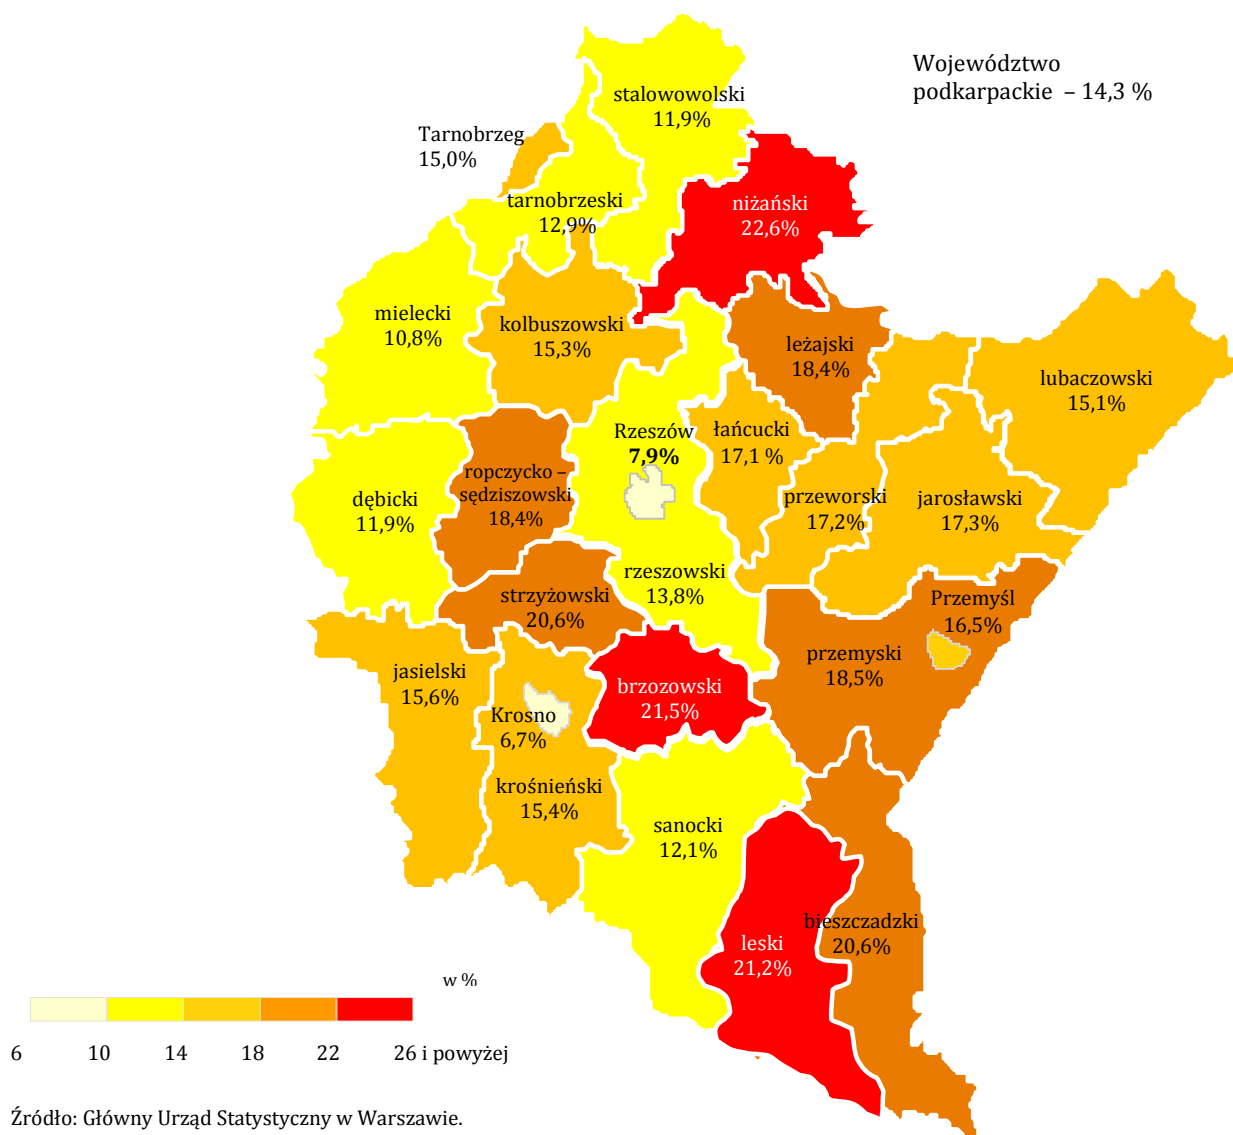 Województwo
podkarpackie – 14,3 %
stalowowolski
11,9%
Tarnobrzeg
15,0%
tarnobrzeski
12,9%
niżański
22,6%
mielecki
10,8%
kolbuszowski
15,3%
leżajski
18,4%
lubaczowski
15,1%
Rzeszów
7,9%
łańcucki
17,1 %
ropczycko –
sędziszowski
18,4%
dębicki
11,9%
przeworski
17,2%
jarosławski
17,3%
rzeszowski
13,8%
strzyżowski
20,6%
Przemyśl
16,5%
przemyski
18,5%
jasielski
15,6%
brzozowski
21,5%
Krosno
6,7%
krośnieński
15,4%
sanocki
12,1%
bieszczadzki
20,6%
leski
21,2%
w %
6 10 14 18 22 26 i powyżej
Źródło: Główny Urząd Statystyczny w Warszawie.